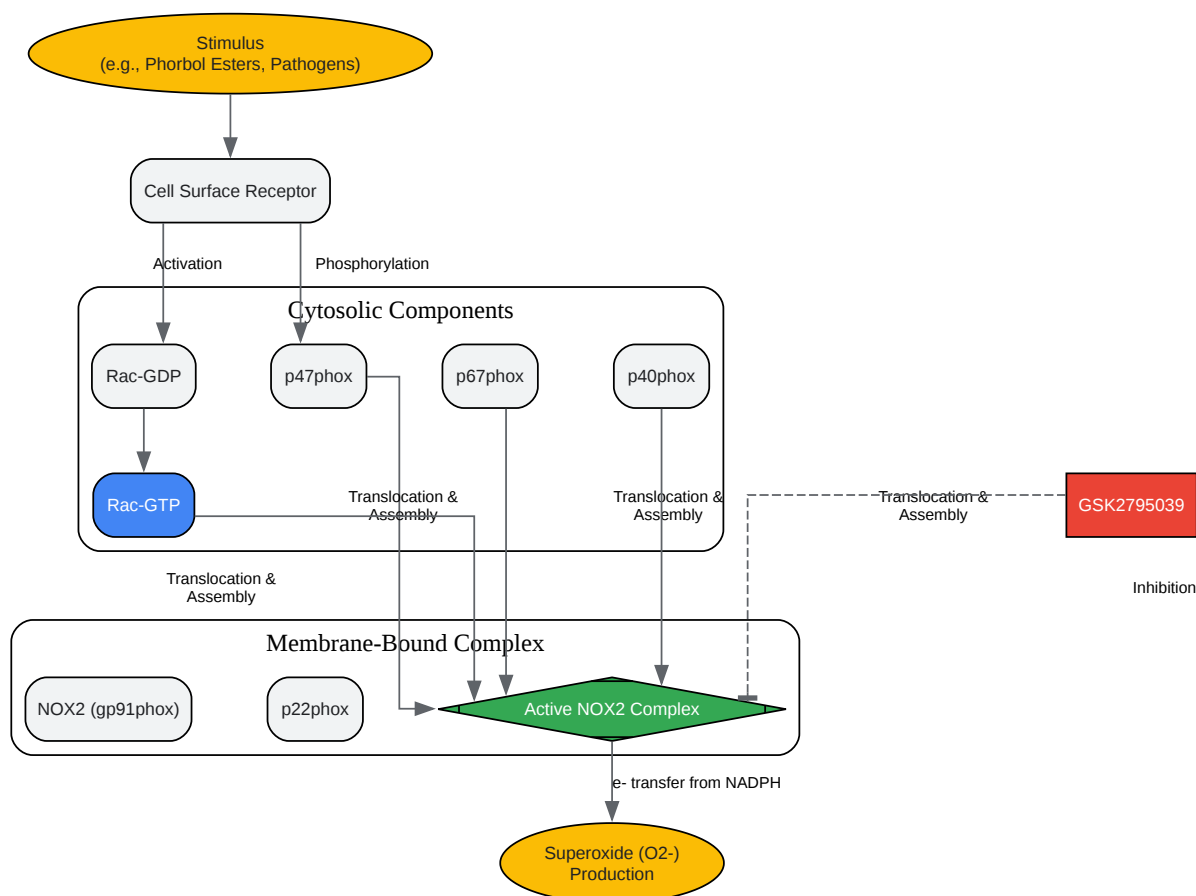 Stimulus
(e.g., Phorbol Esters, Pathogens)
Cell Surface Receptor
Activation
Phosphorylation
Cytosolic Components
Rac-GDP
p47phox
p67phox
p40phox
Rac-GTP
Translocation &
Assembly
Translocation &
Assembly
Translocation &
Assembly
GSK2795039
Translocation &
Assembly
Inhibition
Membrane-Bound Complex
NOX2 (gp91phox)
p22phox
Active NOX2 Complex
e- transfer from NADPH
Superoxide (O2-)
Production